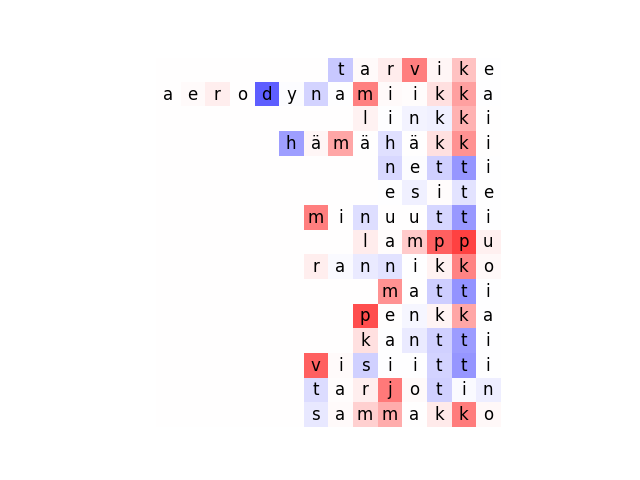 tarvike
aerodynamiikka
linkki
hämähäkki
netti
esite
minuutti
lamppu
rannikko
matti
penkka
kantti
visiitti
tarjotin
sammakko